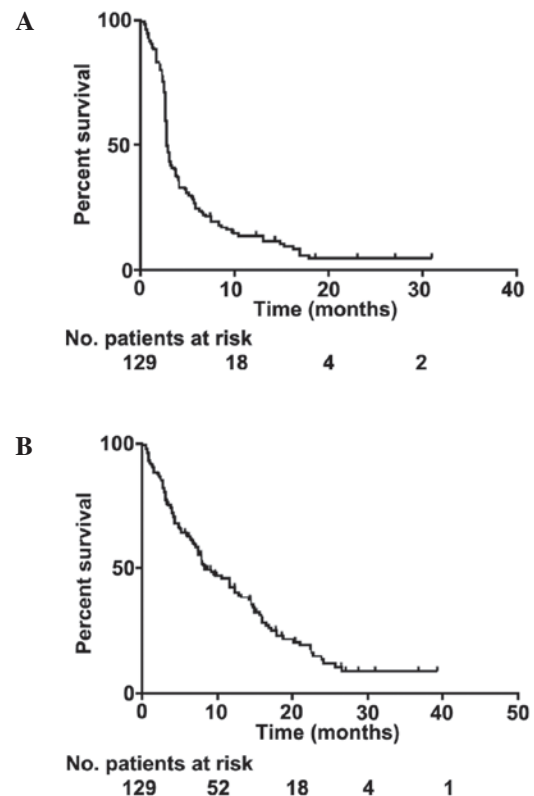 A
100
50
0
Percent survival
0 10 20 30 40
Time (months)
No. patients at risk
129 18 4 2
B
100
50
0
Percent survival
0 10 20 30 40 50
Time (months)
No. patients at risk
129 52 18 4 1